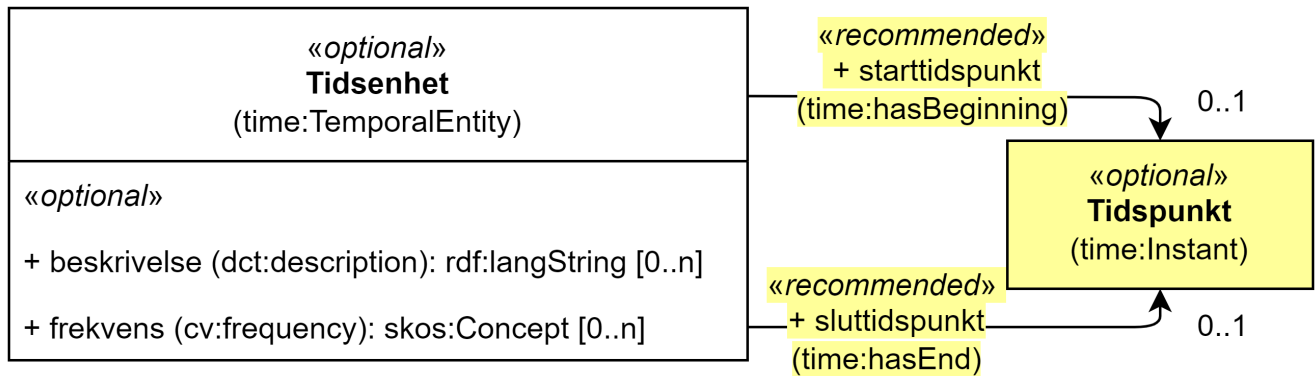 «optional»
Tidsenhet
(time:TemporalEntity)
«optional»
+ beskrivelse (dct:description): rdf:langString [0..n]
+ frekvens (cv:frequency): skos:Concept [0..n]
«recommended»
+ starttidspunkt
(time:hasBeginning)
0..1
«optional»
Tidspunkt
(time:Instant)
«recommended»
+ sluttidspunkt
(time:hasEnd)
0..1